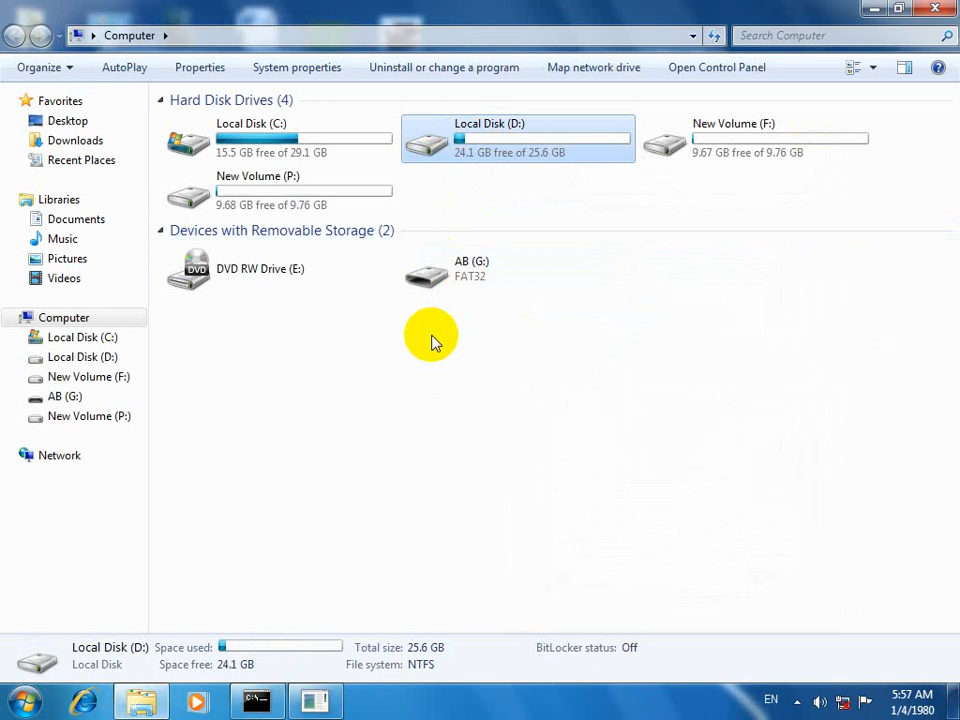 Computer
Search Computer
Organize
AutoPlay
Properties
System properties
Uninstall or change a program
Map network drive
Open Control Panel
Favorites
Desktop
Downloads
Recent Places
Libraries
Documents
Music
Pictures
Videos
Computer
Local Disk (C:)
Local Disk (D:)
New Volume (F:)
AB (G:)
New Volume (P:)
Network
Hard Disk Drives (4)
Local Disk (C:)
15.5 GB free of 29.1 GB
Local Disk (D:)
24.1 GB free of 25.6 GB
New Volume (F:)
9.67 GB free of 9.76 GB
New Volume (P:)
9.68 GB free of 9.76 GB
Devices with Removable Storage (2)
DVD
DVD RW Drive (E:)
AB (G:)
FAT32
Local Disk (D:) Space used: Total size: 25.6 GB BitLocker status: Off
Local Disk Space free: 24.1 GB File system: NTFS
EN
5:57 AM
1/4/1980